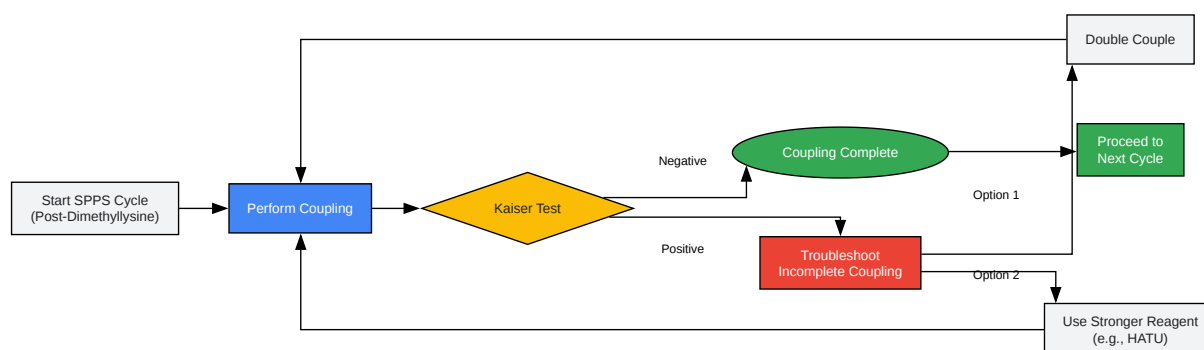 Start SPPS Cycle
(Post-Dimethyllysine)
Perform Coupling
Kaiser Test
Negative
Positive
Coupling Complete
Troubleshoot
Incomplete Coupling
Option 1
Option 2
Double Couple
Proceed to
Next Cycle
Use Stronger Reagent
(e.g., HATU)